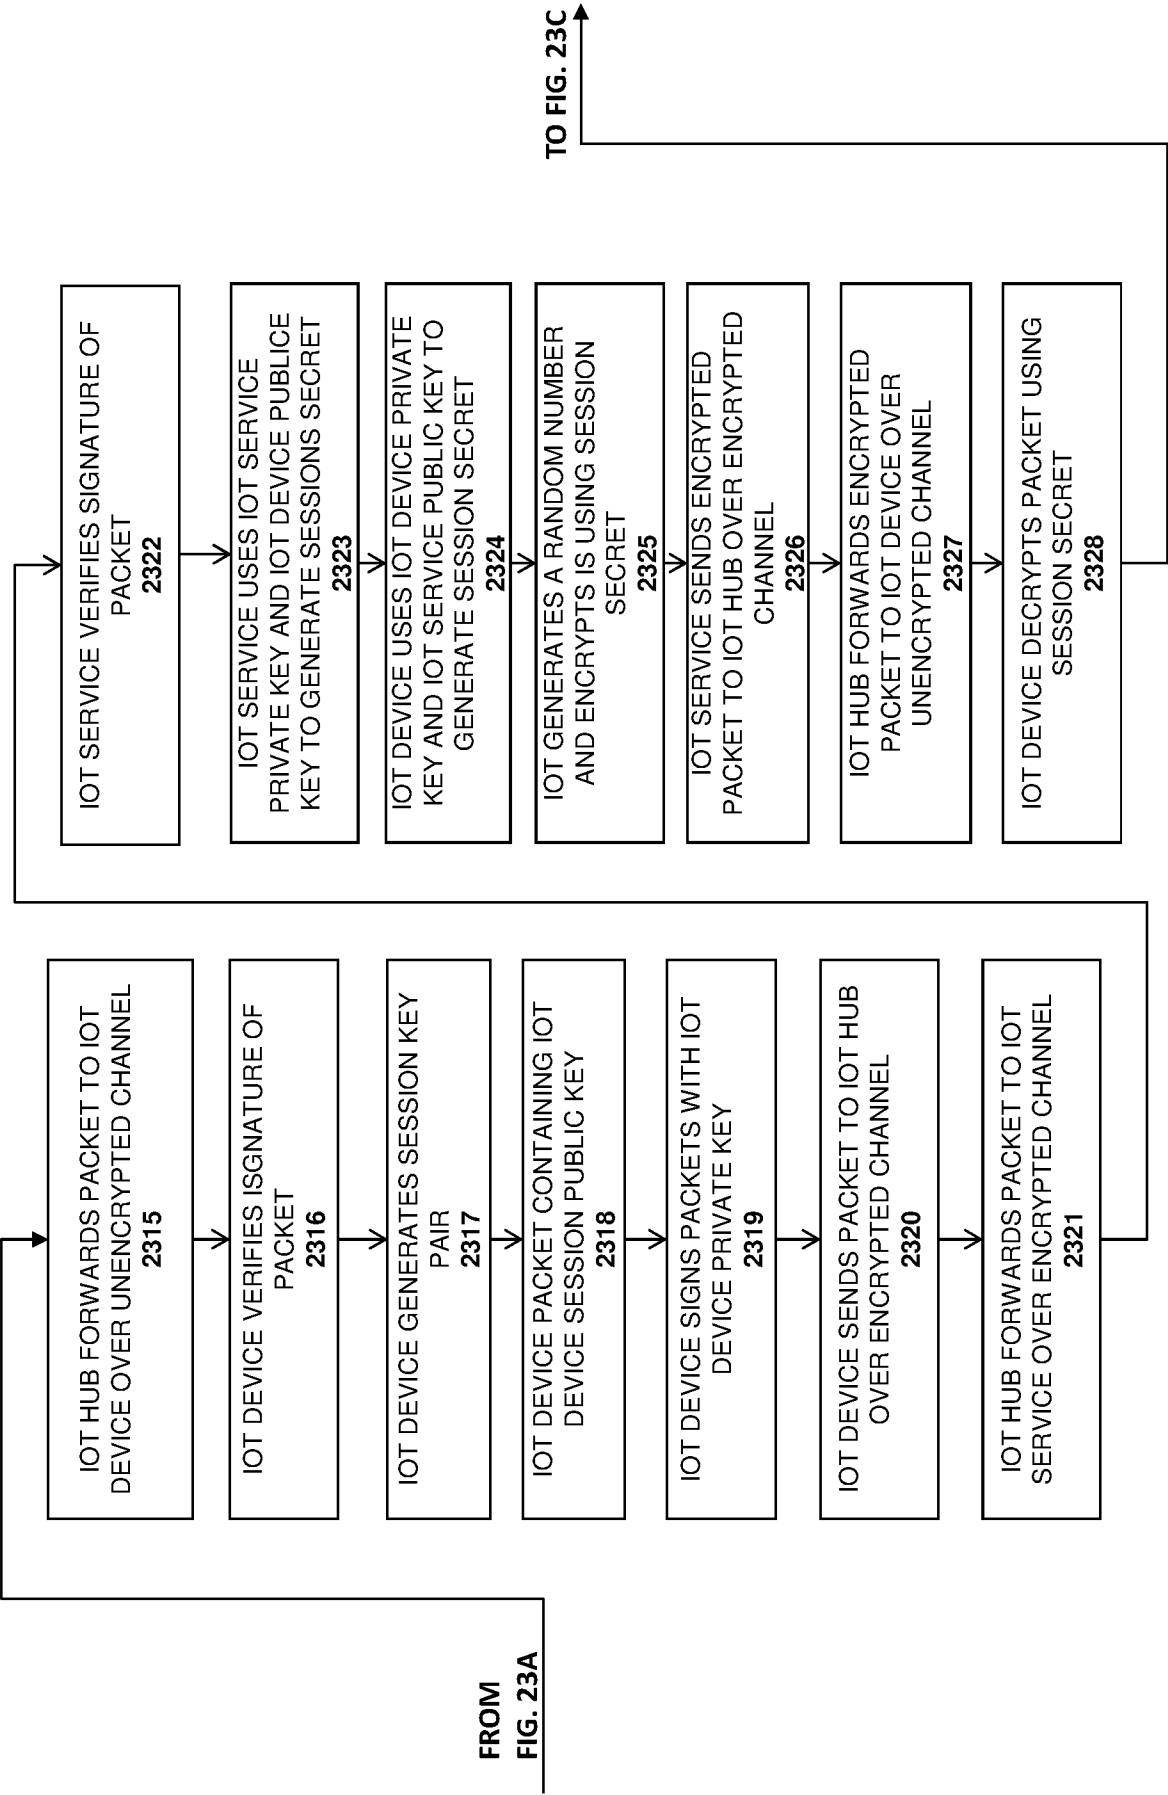 FROM
FIG. 23A
IOT HUB FORWARDS PACKET TO IOT
DEVICE OVER UNENCRYPTED CHANNEL
2315
IOT DEVICE VERIFIES ISGNATURE OF
PACKET
2316
IOT DEVICE GENERATES SESSION KEY
PAIR
2317
IOT DEVICE PACKET CONTAINING IOT
DEVICE SESSION PUBLIC KEY
2318
IOT DEVICE SIGNS PACKETS WITH IOT
DEVICE PRIVATE KEY
2319
IOT DEVICE SENDS PACKET TO IOT HUB
OVER ENCRYPTED CHANNEL
2320
IOT HUB FORWARDS PACKET TO IOT
SERVICE OVER ENCRYPTED CHANNEL
2321
IOT SERVICE VERIFIES SIGNATURE OF
PACKET
2322
IOT SERVICE USES IOT SERVICE
PRIVATE KEY AND IOT DEVICE PUBLICE
KEY TO GENERATE SESSIONS SECRET
2323
IOT DEVICE USES IOT DEVICE PRIVATE
KEY AND IOT SERVICE PUBLIC KEY TO
GENERATE SESSION SECRET
2324
IOT GENERATES A RANDOM NUMBER
AND ENCRYPTS IS USING SESSION
SECRET
2325
IOT SERVICE SENDS ENCRYPTED
PACKET TO IOT HUB OVER ENCRYPTED
CHANNEL
2326
IOT HUB FORWARDS ENCRYPTED
PACKET TO IOT DEVICE OVER
UNENCRYPTED CHANNEL
2327
IOT DEVICE DECRYPTS PACKET USING
SESSION SECRET
2328
TO FIG. 23C